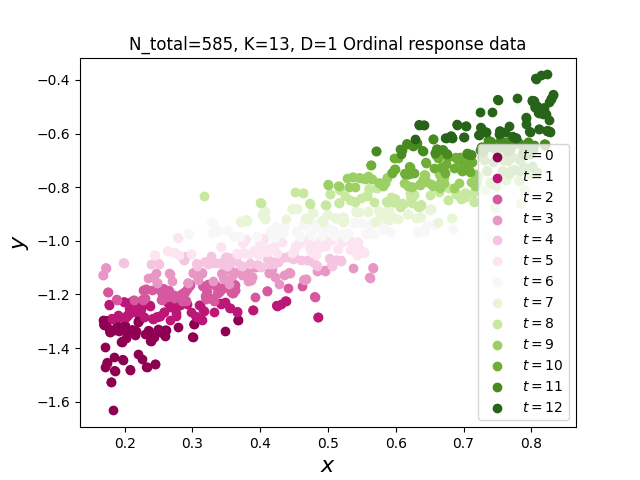 N_total=585, K=13, D=1 Ordinal response data
−0.4
−0.6
−0.8
−1.0
−1.2
−1.4
−1.6
y
t = 0
t = 1
t = 2
t = 3
t = 4
t = 5
t = 6
t = 7
t = 8
t = 9
t = 10
t = 11
t = 12
0.2 0.3 0.4 0.5 0.6 0.7 0.8
x